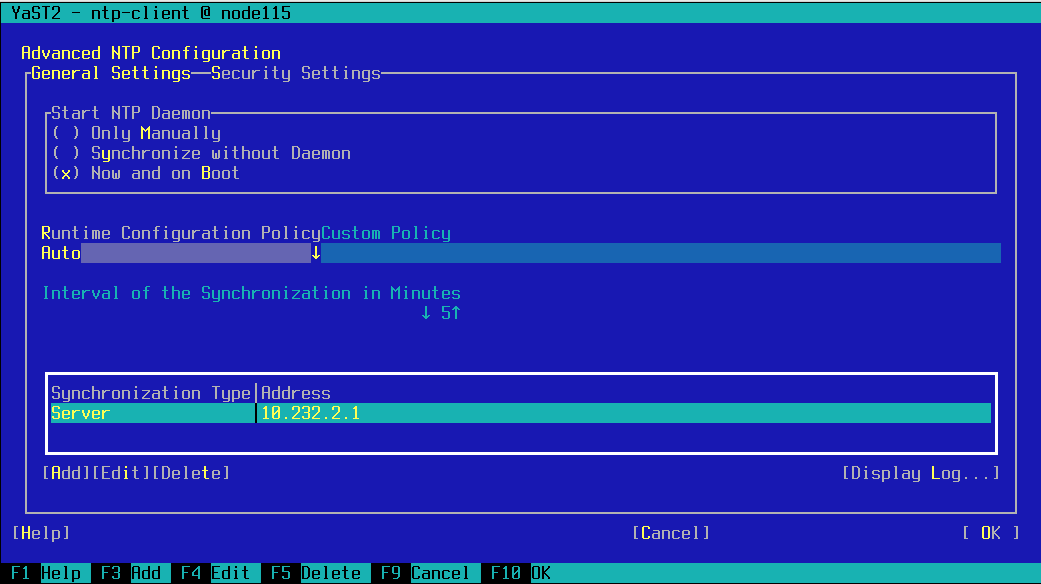 YaST2 - ntp-client @ node115
Advanced NTP Configuration
General Settings Security Settings
Start NTP Daemon
( ) Only Manually
( ) Synchronize without Daemon
(x) Now and on Boot
Runtime Configuration Policy Custom Policy
Auto ↓
Interval of the Synchronization in Minutes
↓ 5↑
Synchronization Type Address
Server 10.232.2.1
[Add][Edit][Delete] [Display Log...]
[Help] [Cancel] [ OK ]
F1 Help F3 Add F4 Edit F5 Delete F9 Cancel F10 OK